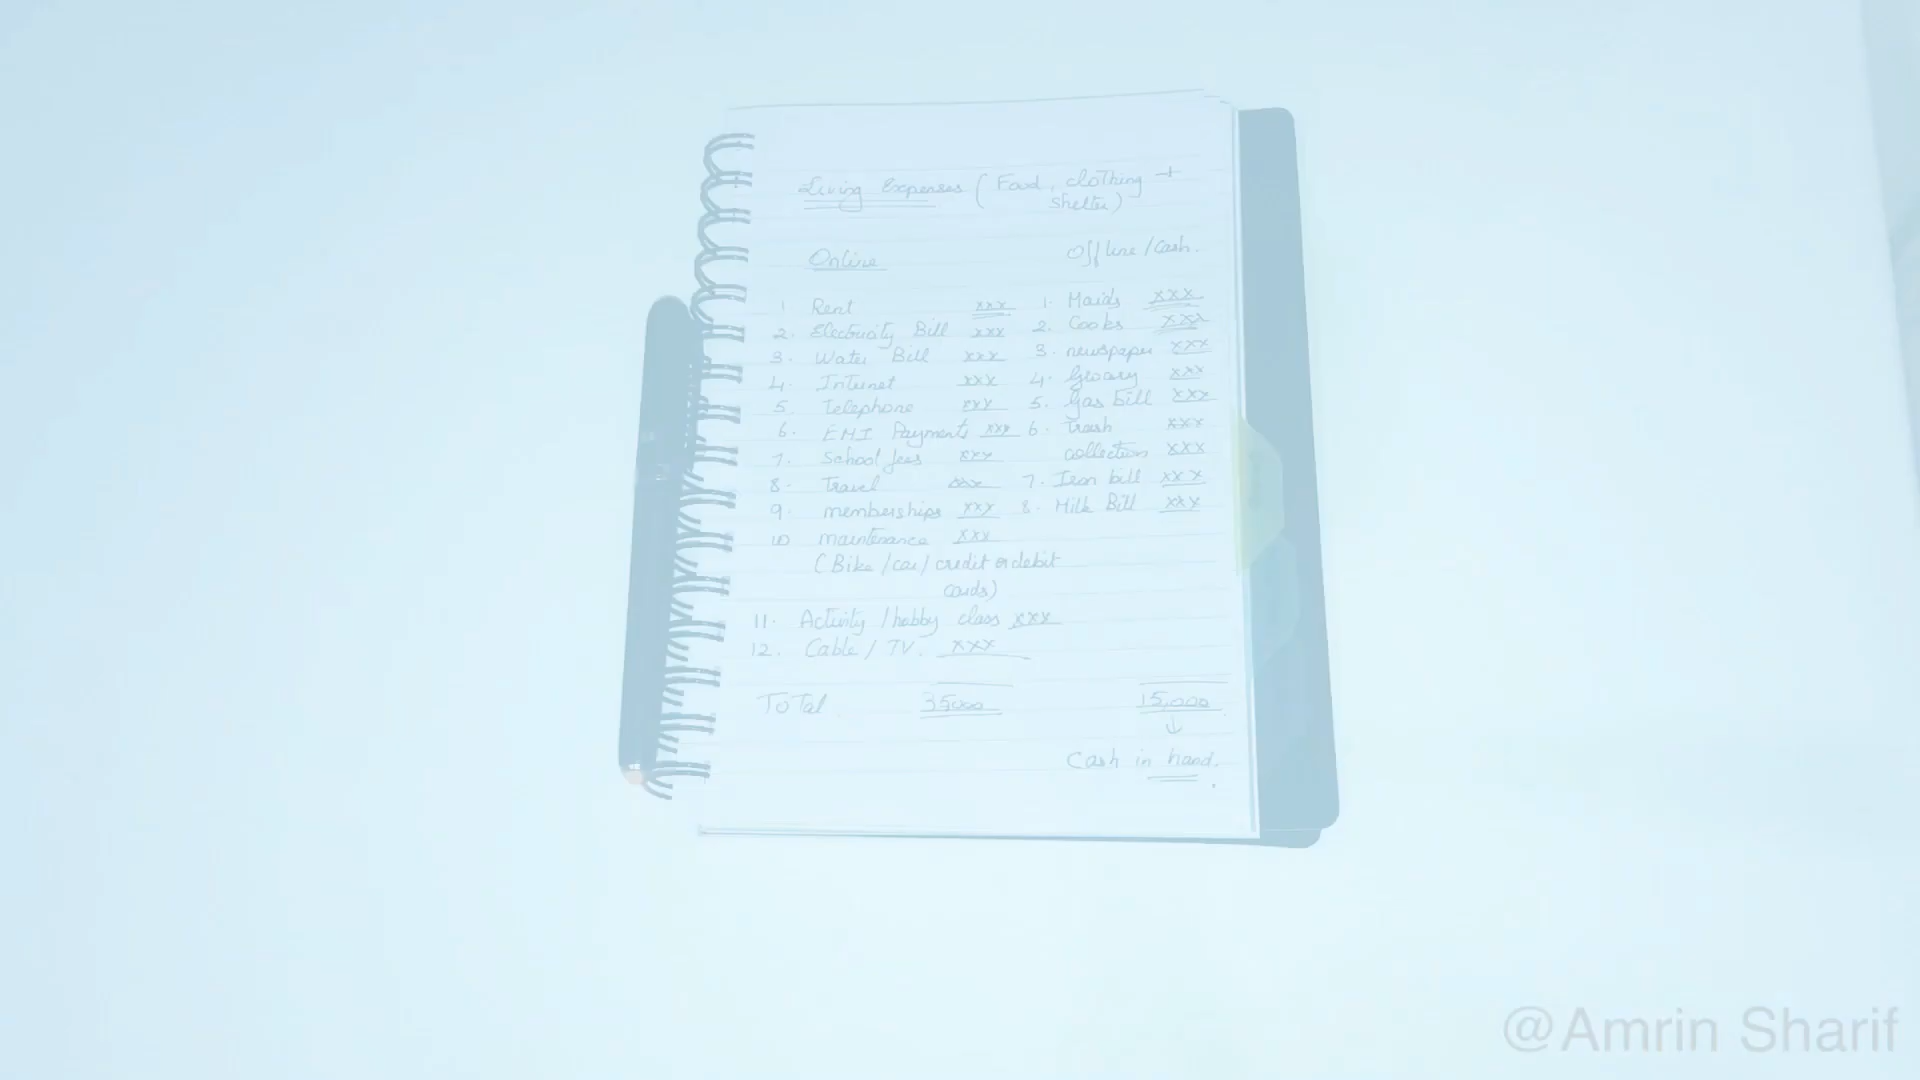 Living Expenses (Food, clothing +
shelter)
Online
Offline/Cash.
1. Rent xxx
2. Electricity Bill xxx
3. Water Bill xxx
4. Internet xxx
5 Telephone xxx
6. EMI Payments xxx
7. School fees xxx
8. Travel xxx
9. memberships xxx
10 maintenance xxx
(Bike/car/credit or debit
cards)
11. Activity/hobby class xxx
12. Cable/TV. xxx
1. Maids xxx
2. Cooks xxx
3. newspaper xxx
4. Grocery xxx
5. Gas bill xxx
6. Trash xxx
collection xxx
7. Iron bill xxx
8. Milk Bill xxx
ToTal 35000 15,000
↓
Cash in hand.
@Amrin Sharif